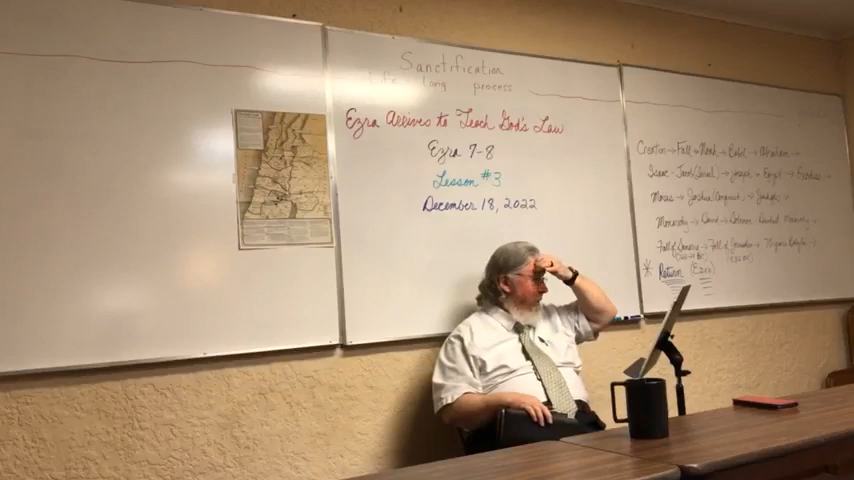 Sanctification
life long process
Ezra Arrives to Teach God's Law
Ezra 7-8
Lesson #3
December 18, 2022
Creation → Fall → Noah → Babel → Abraham →
Isaac → Jacob (Israel) → Joseph → Egypt → Exodus →
Moses → Joshua (Conquest) → Judges →
Monarchy → David → Solomon Divided Monarchy →
Fall of Samaria → Fall of Jerusalem →
* Return (Ezra)